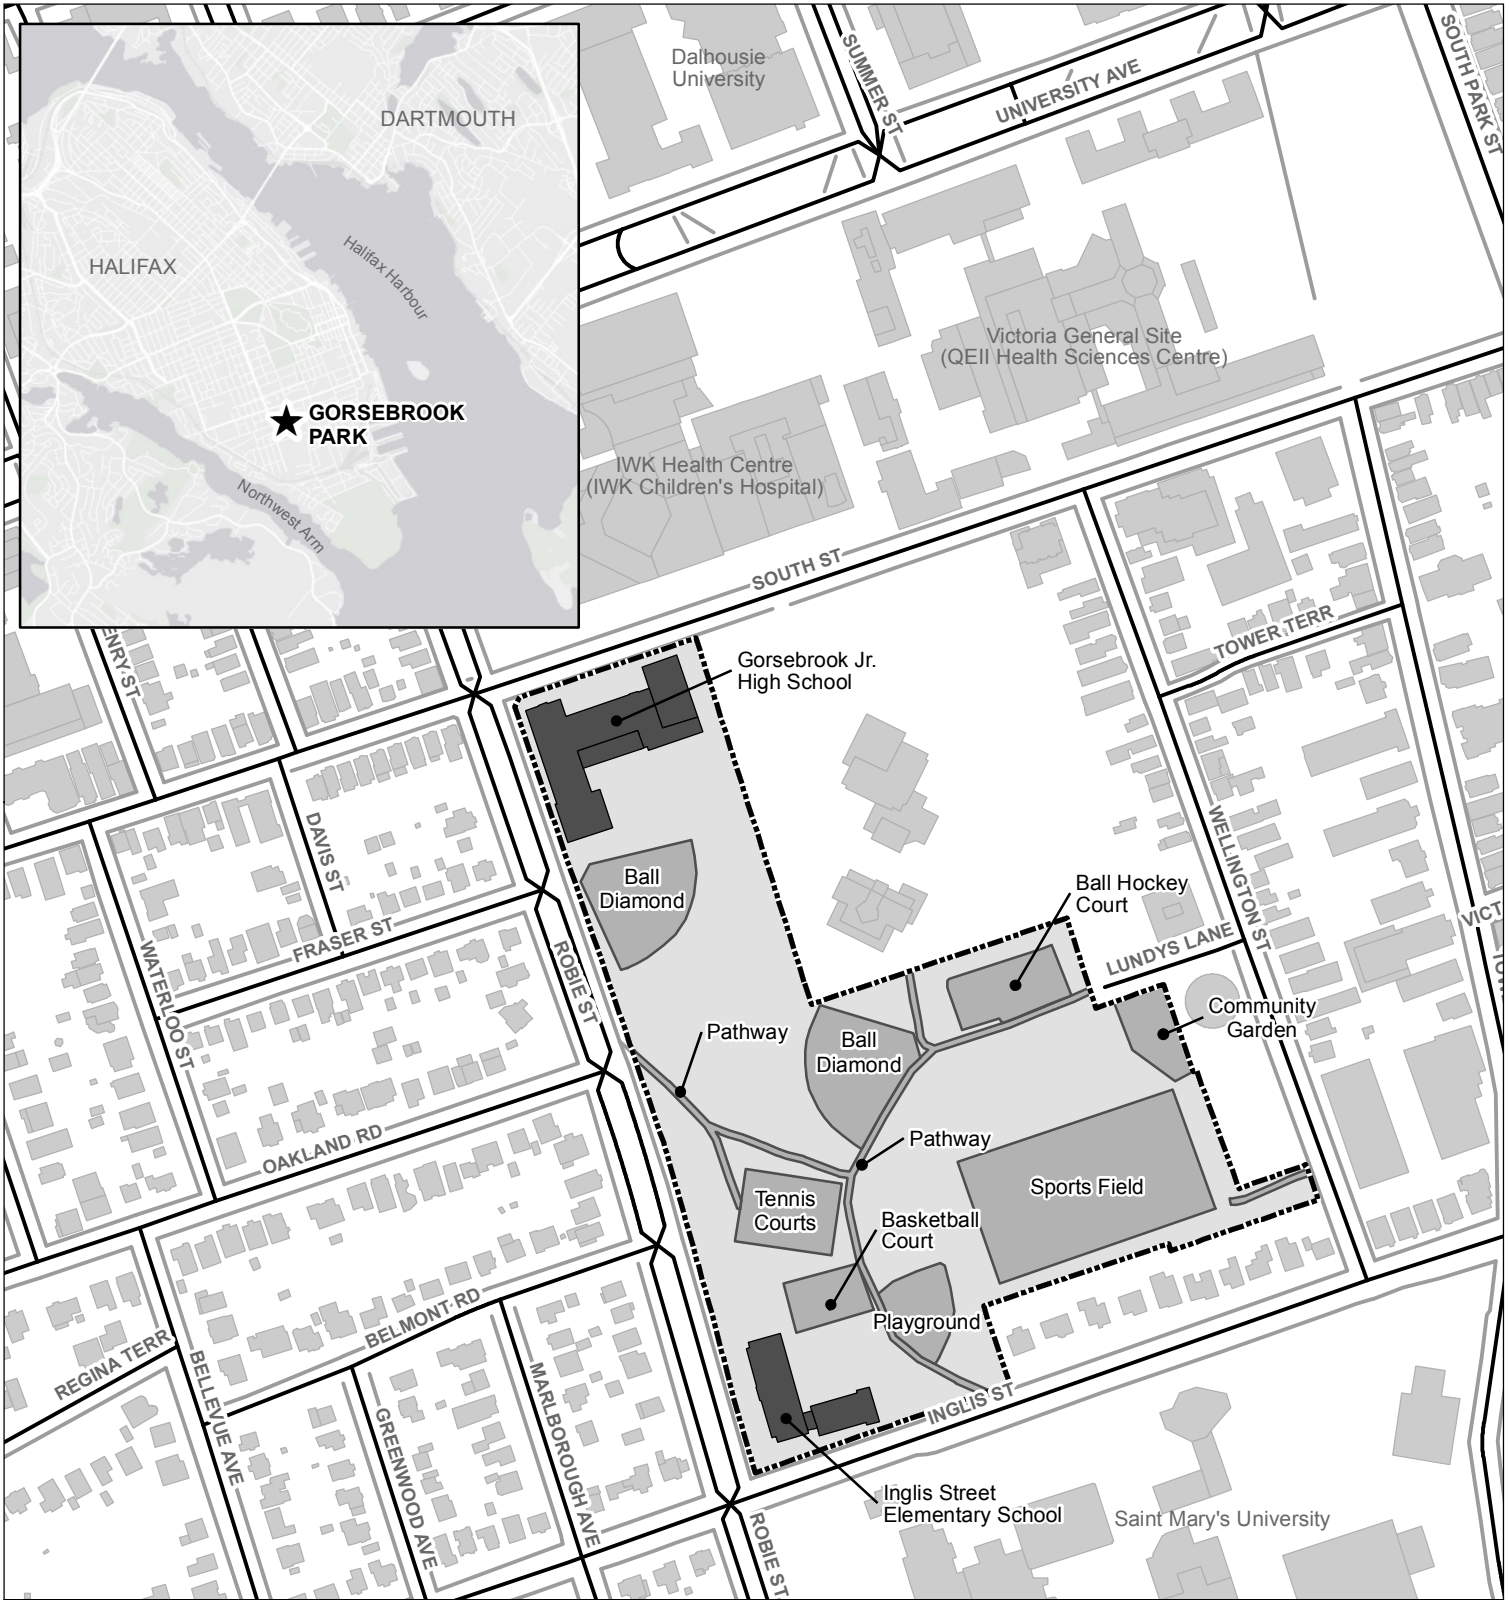 Dalhousie
University
SUMMER ST
UNIVERSITY AVE
SOUTH PARK ST
DARTMOUTH
HALIFAX
Halifax Harbour
GORSEBROOK
PARK
Northwest Arm
Victoria General Site
(QEII Health Sciences Centre)
IWK Health Centre
(IWK Children's Hospital)
SOUTH ST
TOWER TERR
ENRY ST
Gorsebrook Jr.
High School
DAVIS ST
WELLINGTON ST
Ball
Diamond
Ball Hockey
Court
VICT
TOW
FRASER ST
WATERLOO ST
ROBIE ST
LUNDYS LANE
Community
Garden
Pathway
Ball
Diamond
OAKLAND RD
Pathway
Tennis
Courts
Sports Field
Basketball
Court
BELMONT RD
Playground
REGINA TERR
BELLEVUE AVE
GREENWOOD AVE
MARLBOROUGH AVE
INGLIS ST
Inglis Street
Elementary School
Saint Mary's University
ROBIE ST